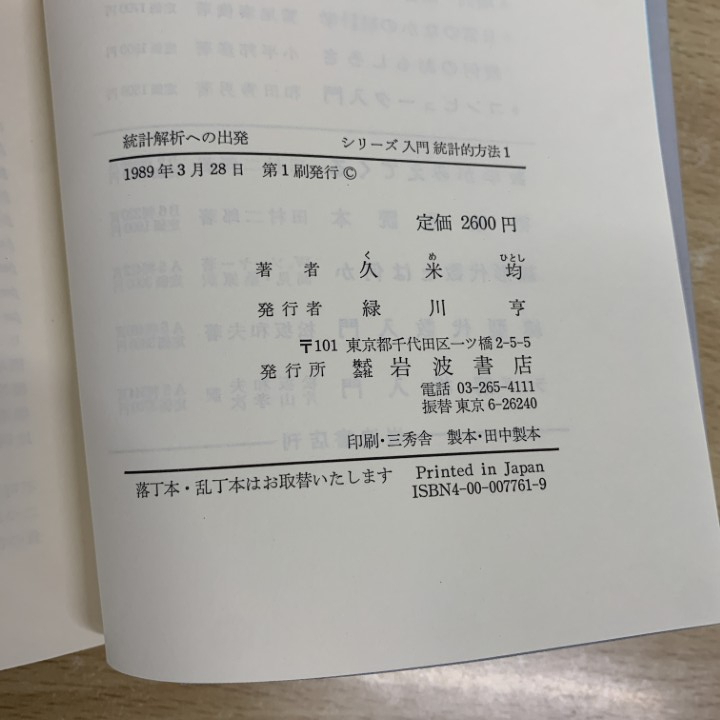 統計解析への出発 シリーズ 入門 統計的方法 1
1989年3月28日 第1刷発行 ©
定価 2600円
著者 久米均
く め ひとし
発行者 緑川亨
〒101 東京都千代田区一ツ橋2-5-5
発行所 株式会社 岩波書店
電話 03-265-4111
振替 東京 6-26240
印刷・三秀舎 製本・田中製本
落丁本・乱丁本はお取替いたします Printed in Japan
ISBN4-00-007761-9